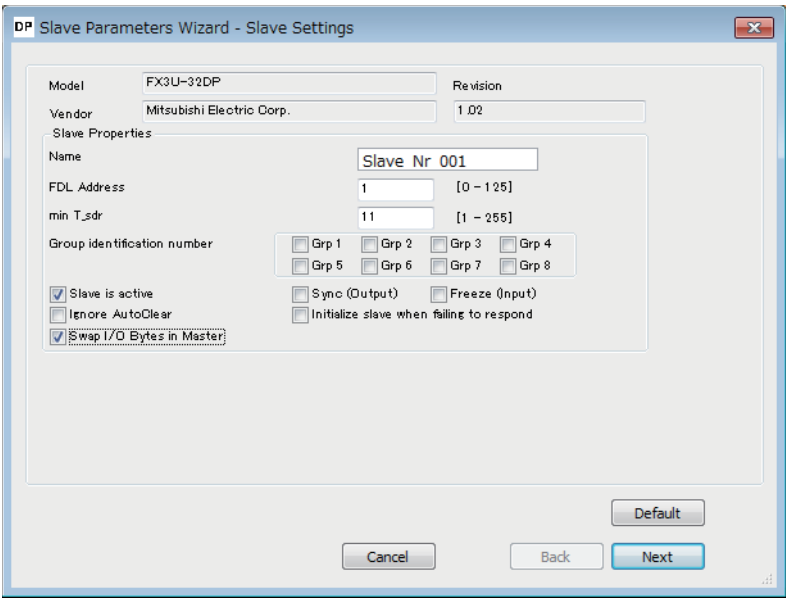 DP Slave Parameters Wizard - Slave Settings
Model FX3U-32DP Revision
Vendor Mitsubishi Electric Corp. 1.02
Slave Properties
Name Slave_Nr_001
FDL Address 1 [0 - 125]
min T_sdr 11 [1 - 255]
Group identification number Grp 1 Grp 2 Grp 3 Grp 4
Grp 5 Grp 6 Grp 7 Grp 8
Slave is active Sync (Output) Freeze (Input)
Ignore AutoClear Initialize slave when failing to respond
Swap I/O Bytes in Master
Default
Cancel Back Next